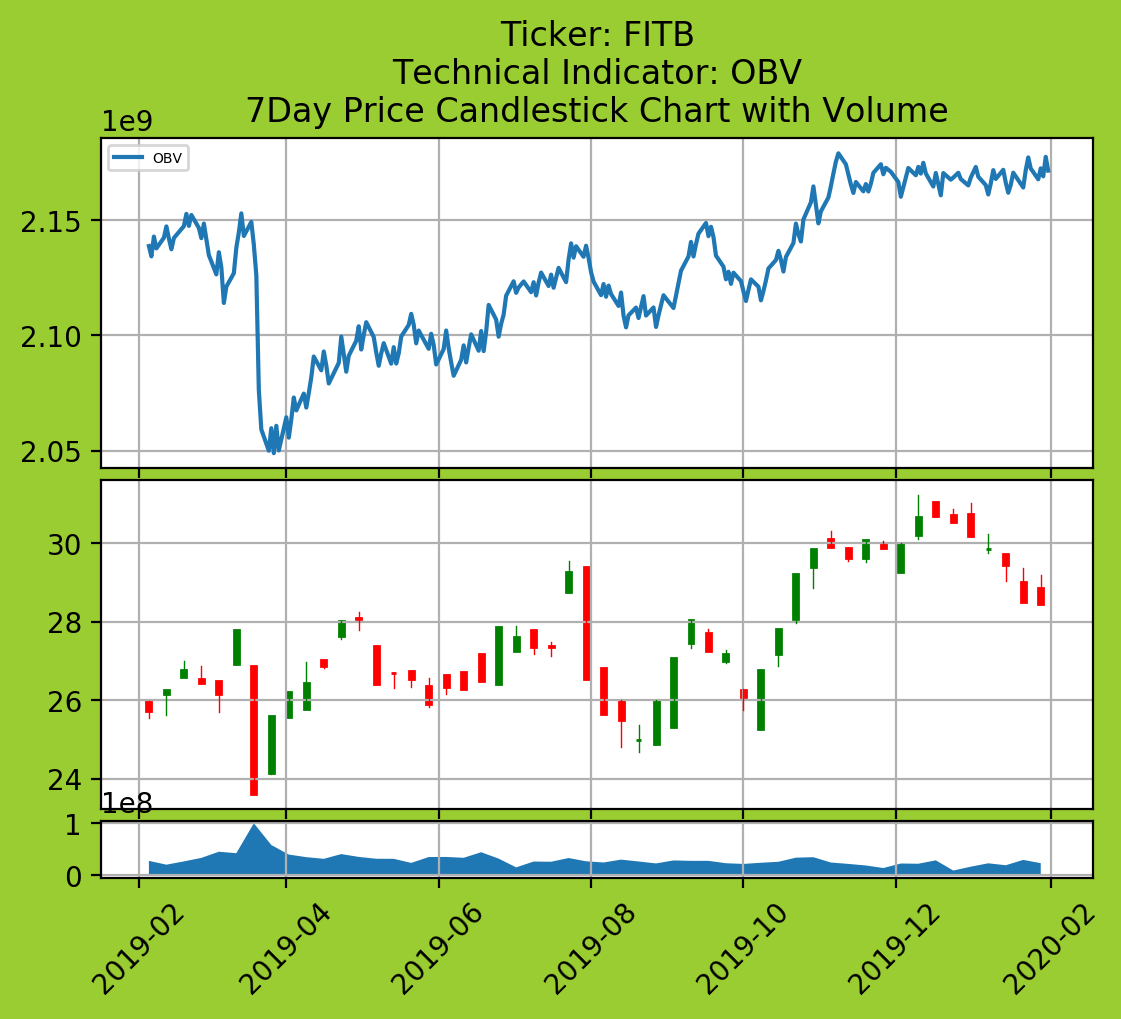 Ticker: FITB
Technical Indicator: OBV
7Day Price Candlestick Chart with Volume
1e9
OBV
2.15
2.10
2.05
30
28
26
24
1e8
1
0
2019-02
2019-04
2019-06
2019-08
2019-10
2019-12
2020-02